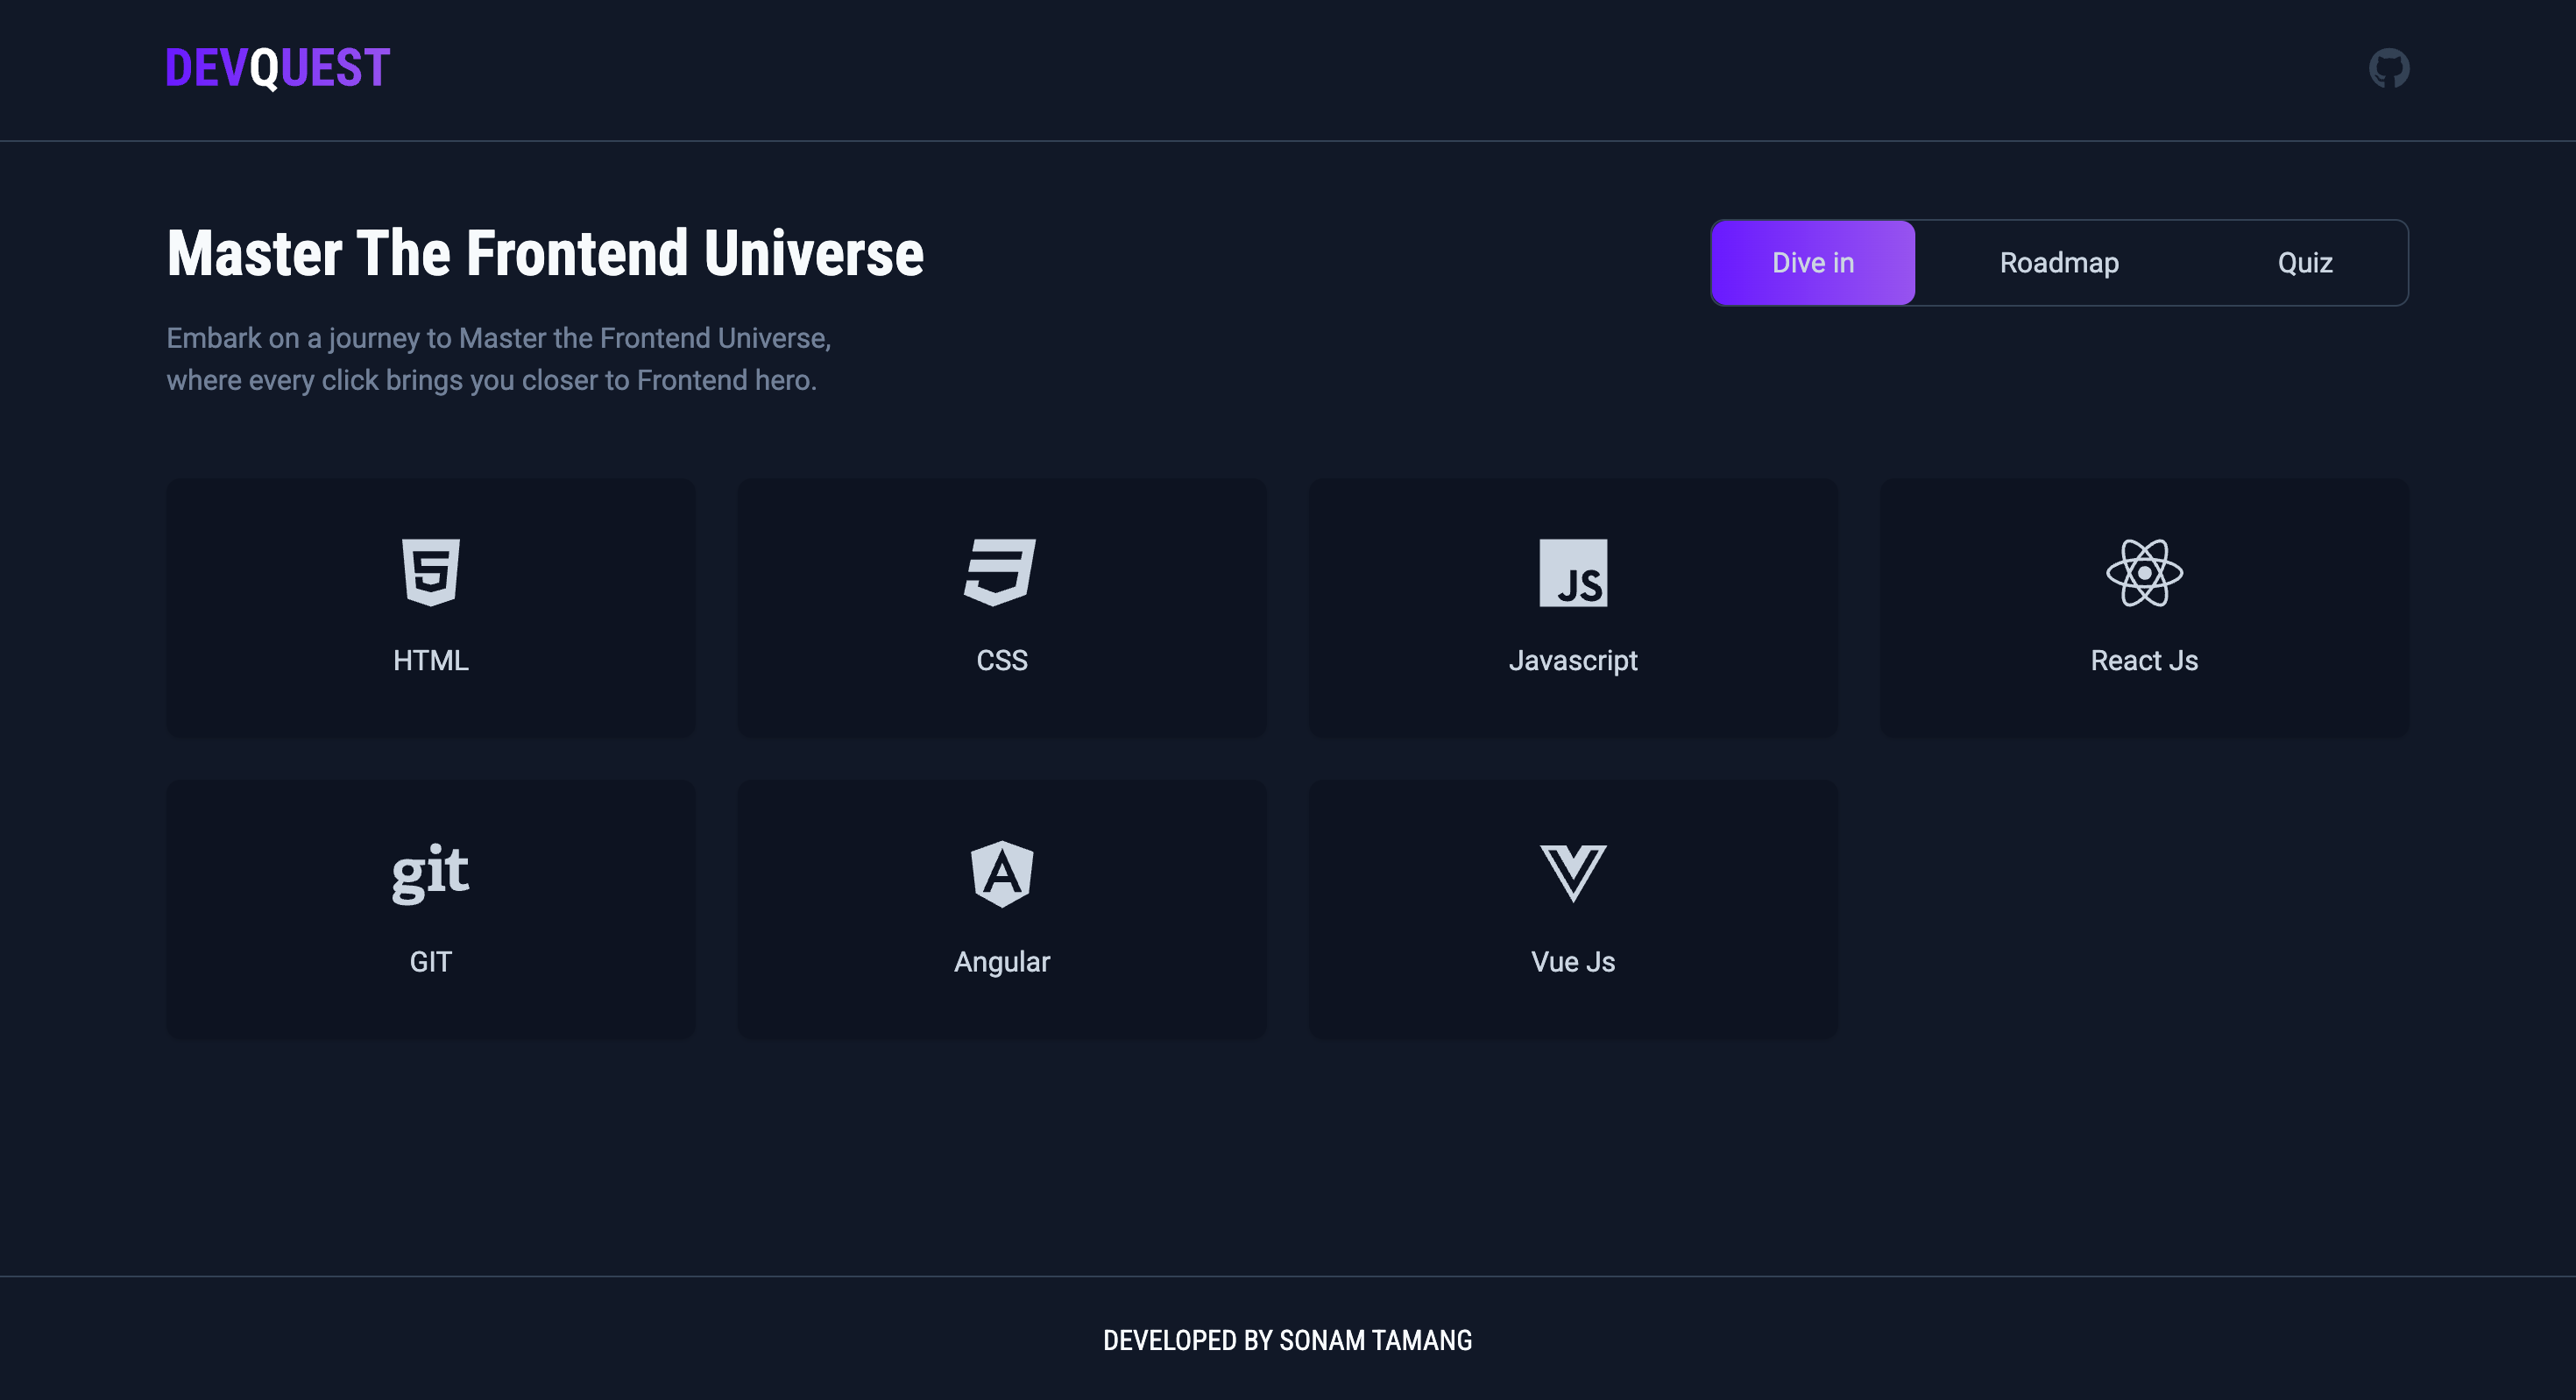 DEVQUEST
Master The Frontend Universe
Dive in
Roadmap
Quiz
Embark on a journey to Master the Frontend Universe,
where every click brings you closer to Frontend hero.
HTML
CSS
JS
Javascript
React Js
git
GIT
Angular
Vue Js
DEVELOPED BY SONAM TAMANG